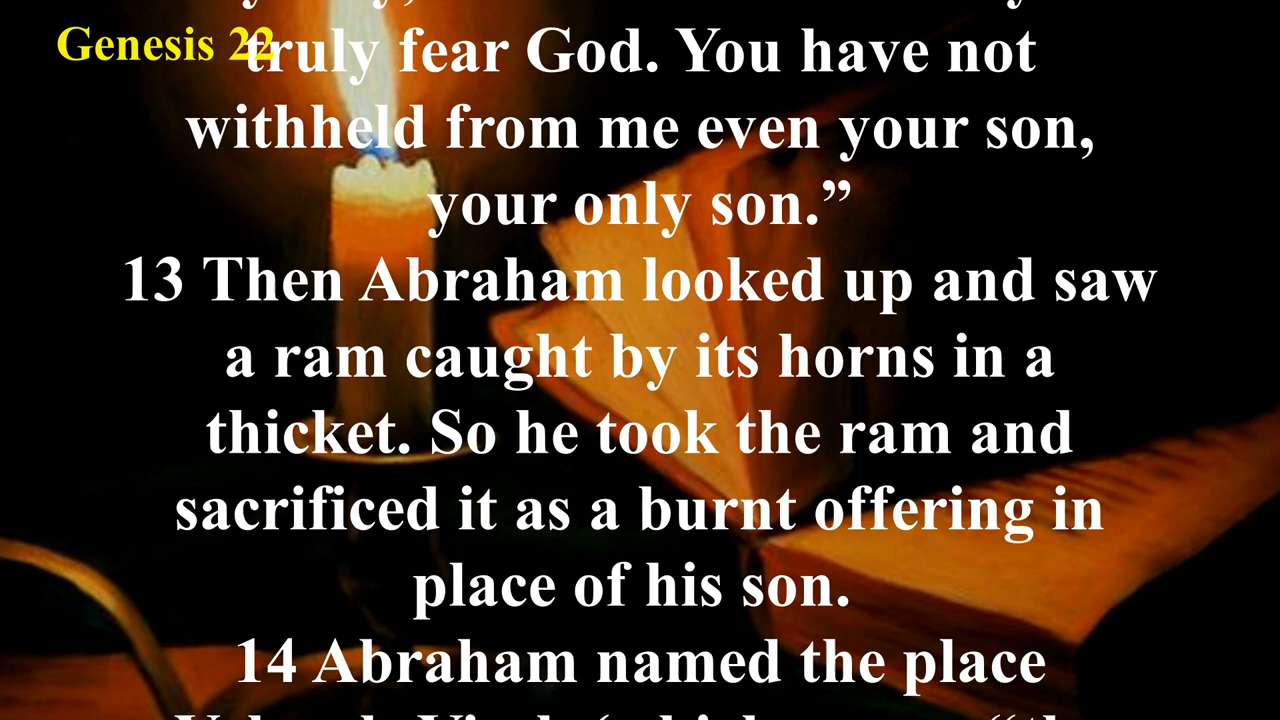 Genesis 22
truly fear God. You have not
withheld from me even your son,
your only son.”
13 Then Abraham looked up and saw
a ram caught by its horns in a
thicket. So he took the ram and
sacrificed it as a burnt offering in
place of his son.
14 Abraham named the place